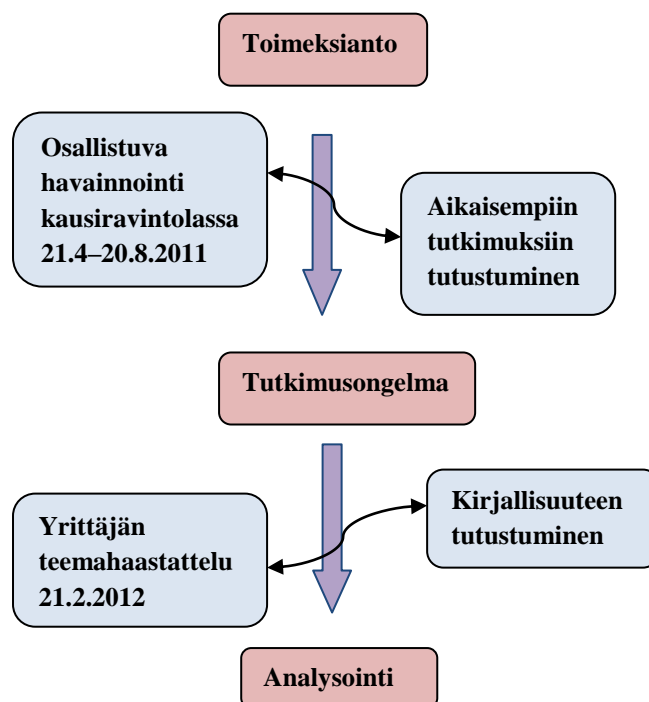 Toimeksianto
Osallistuva
havainnointi
kausiravintolassa
21.4–20.8.2011
Aikaisempiin
tutkimuksiin
tutustuminen
Tutkimusongelma
Kirjallisuuteen
tutustuminen
Yrittäjän
teemahaastattelu
21.2.2012
Analysointi